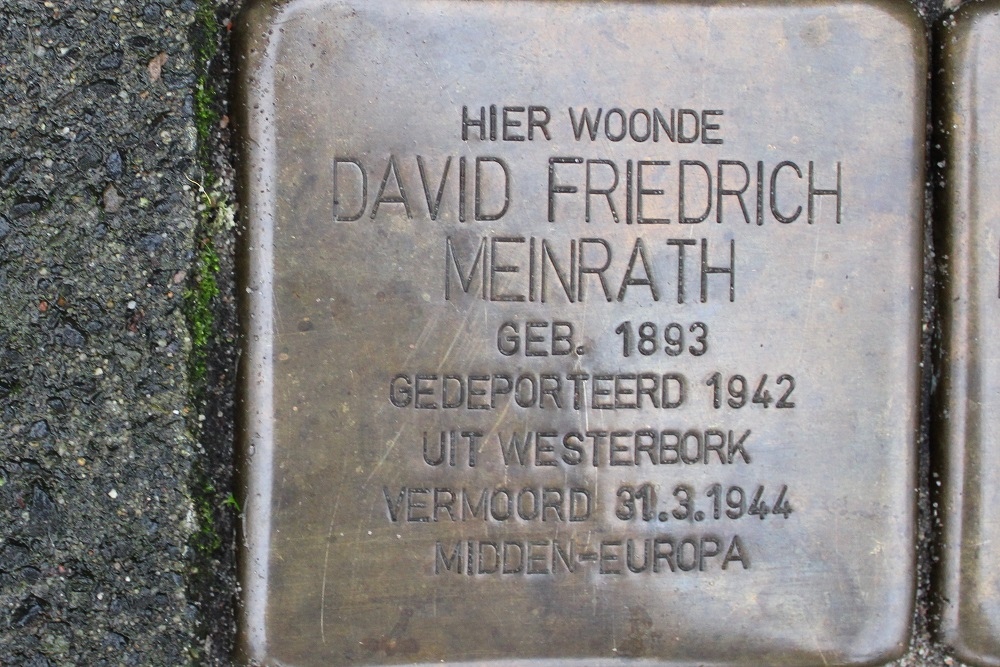 HIER WOONDE
DAVID FRIEDRICH
MEINRATH
GEB. 1893
GEDEPORTEERD 1942
UIT WESTERBORK
VERMOORD 31.3.1944
MIDDEN-EUROPA